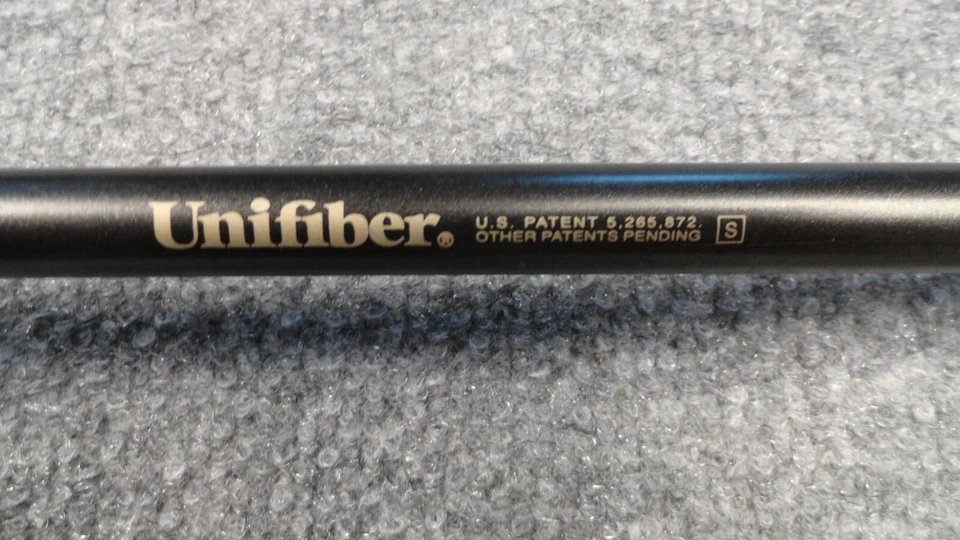 Unifiber® U.S. PATENT 5,265,872. S
OTHER PATENTS PENDING